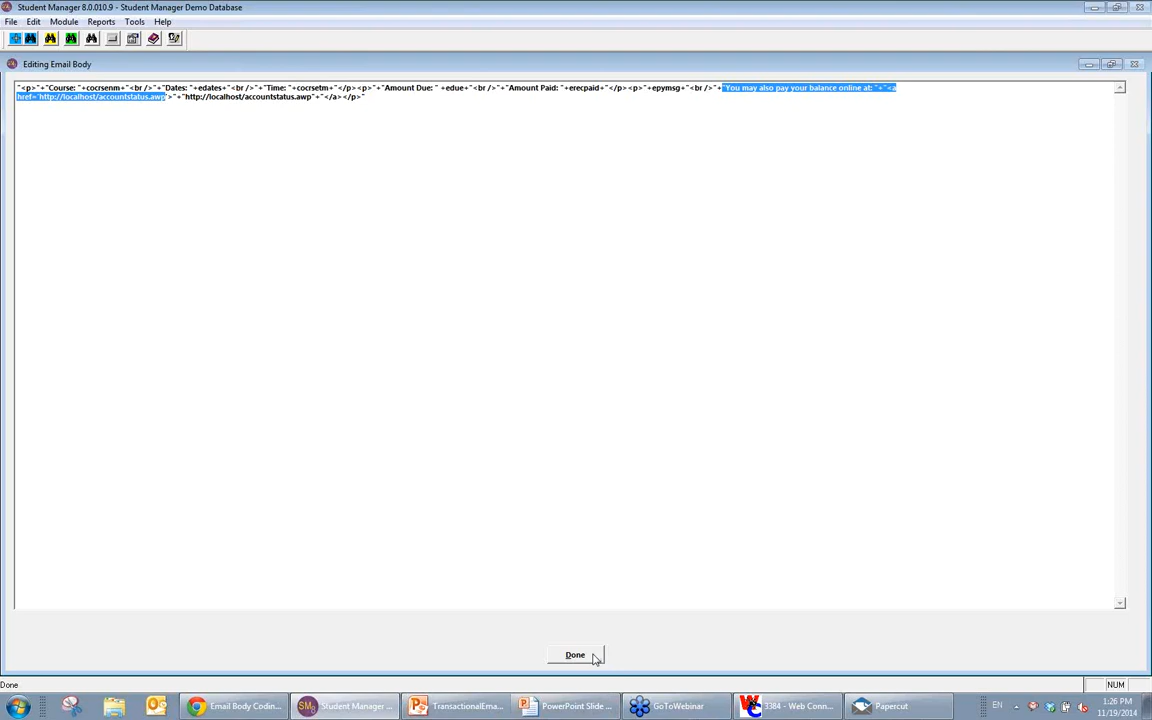 Student Manager 8.0.010.9 - Student Manager Demo Database
File Edit Module Reports Tools Help
Editing Email Body
"<p>"+"Course: "+cocrsenm+"<br />"+"Dates: "+edates+"<br />"+"Time: "+cocrsetm+"</p><p>"+"Amount Due: " +edue+"<br />"+"Amount Paid: "+erecpaid+"</p><p>"+epymsg+"<br />"+"You may also pay your balance online at: "+"<a
href='http://localhost/accountstatus.awp'>"+"http://localhost/accountstatus.awp"+"</a></p>"
Done
Done
NUM
Email Body Codin...
Student Manager ...
TransactionalEma...
PowerPoint Slide ...
GoToWebinar
3384 - Web Conn...
Papercut
EN
1:26 PM
11/19/2014